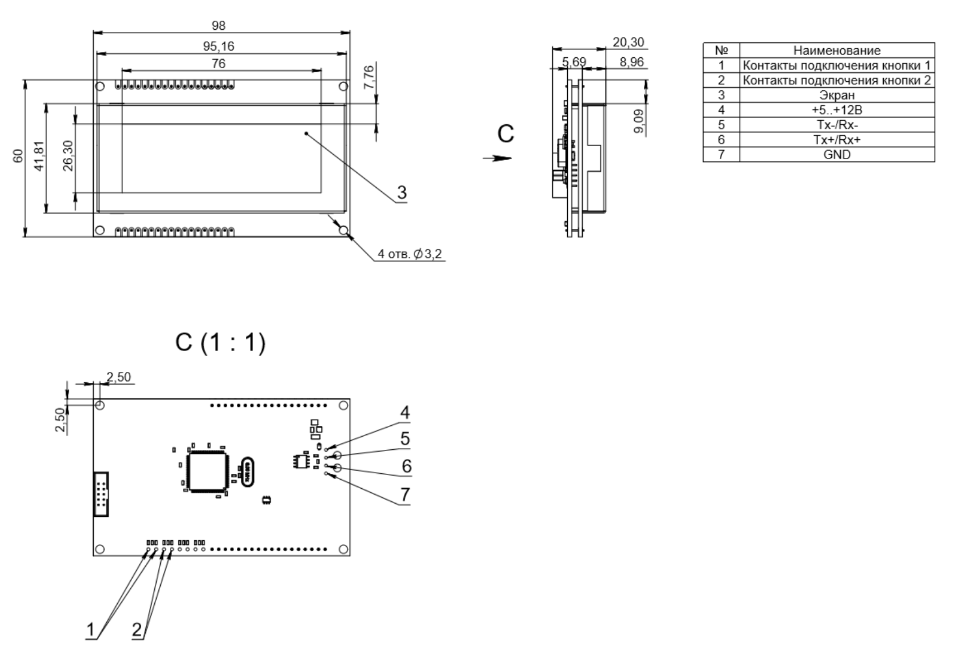 98
95,16
76
7,76
60
41,81
26,30
3
4 отв. ∅3,2
20,30
5,69
8,96
9,09
C
№ Наименование
1 Контакты подключения кнопки 1
2 Контакты подключения кнопки 2
3 Экран
4 +5..+12В
5 Tx-/Rx-
6 Tx+/Rx+
7 GND
C (1 : 1)
2,50
2,50
4
5
6
7
1
2